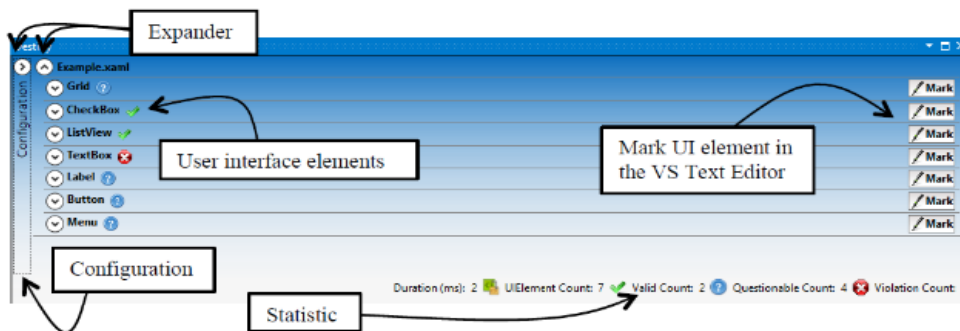 Expander
Example.xaml
Grid
Mark
CheckBox
Mark
Configuration
ListView
Mark
TextBox
Mark
Label
Mark
Button
Mark
Menu
Mark
User interface elements
Mark UI element in
the VS Text Editor
Configuration
Duration (ms): 2 UIElement Count: 7 Valid Count: 2 Questionable Count: 4 Violation Count:
Statistic